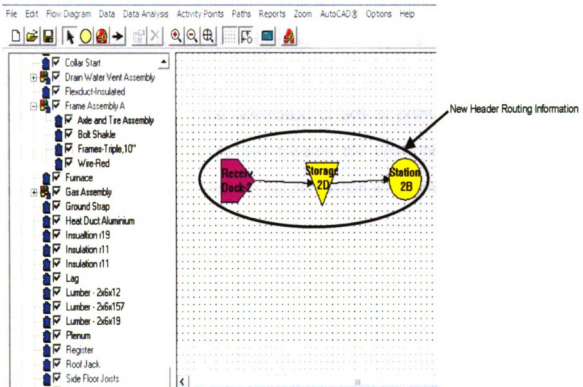 File Edit Flow Diagram Data Data Analysis Activity Points Paths Reports Zoom AutoCAD® Options Help
Collar Start
Drain Water Vent Assembly
Flexduct-Insulated
Frame Assembly A
Axle and Tire Assembly
Bolt Shakle
Frames-Triple,10"
Wire-Red
Furnace
Gas Assembly
Ground Strap
Heat Duct Aluminium
Insualtion r19
Insulation r11
Insulation r11
Lag
Lumber - 2x6x12
Lumber - 2x6x157
Lumber - 2x6x19
Plenum
Register
Roof Jack
Side Floor Joists
New Header Routing Information
Receiv
Dock-2
Storage
2D
Station
2B